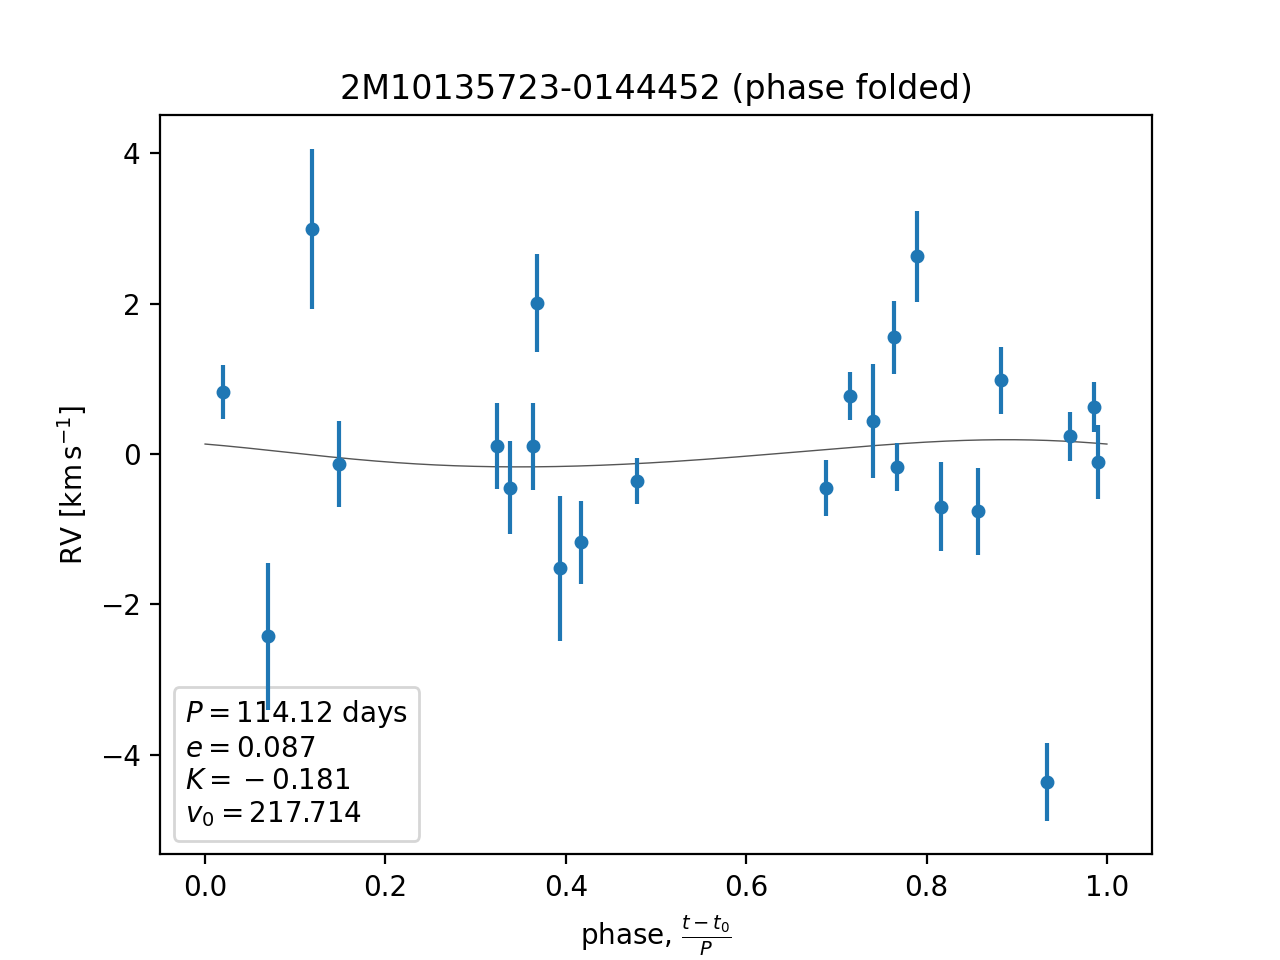 2M10135723-0144452 (phase folded)
4
2
0
−2
−4
RV [km s⁻¹]
P = 114.12 days
e = 0.087
K = −0.181
v₀ = 217.714
0.0 0.2 0.4 0.6 0.8 1.0
phase, (t − t₀)/P